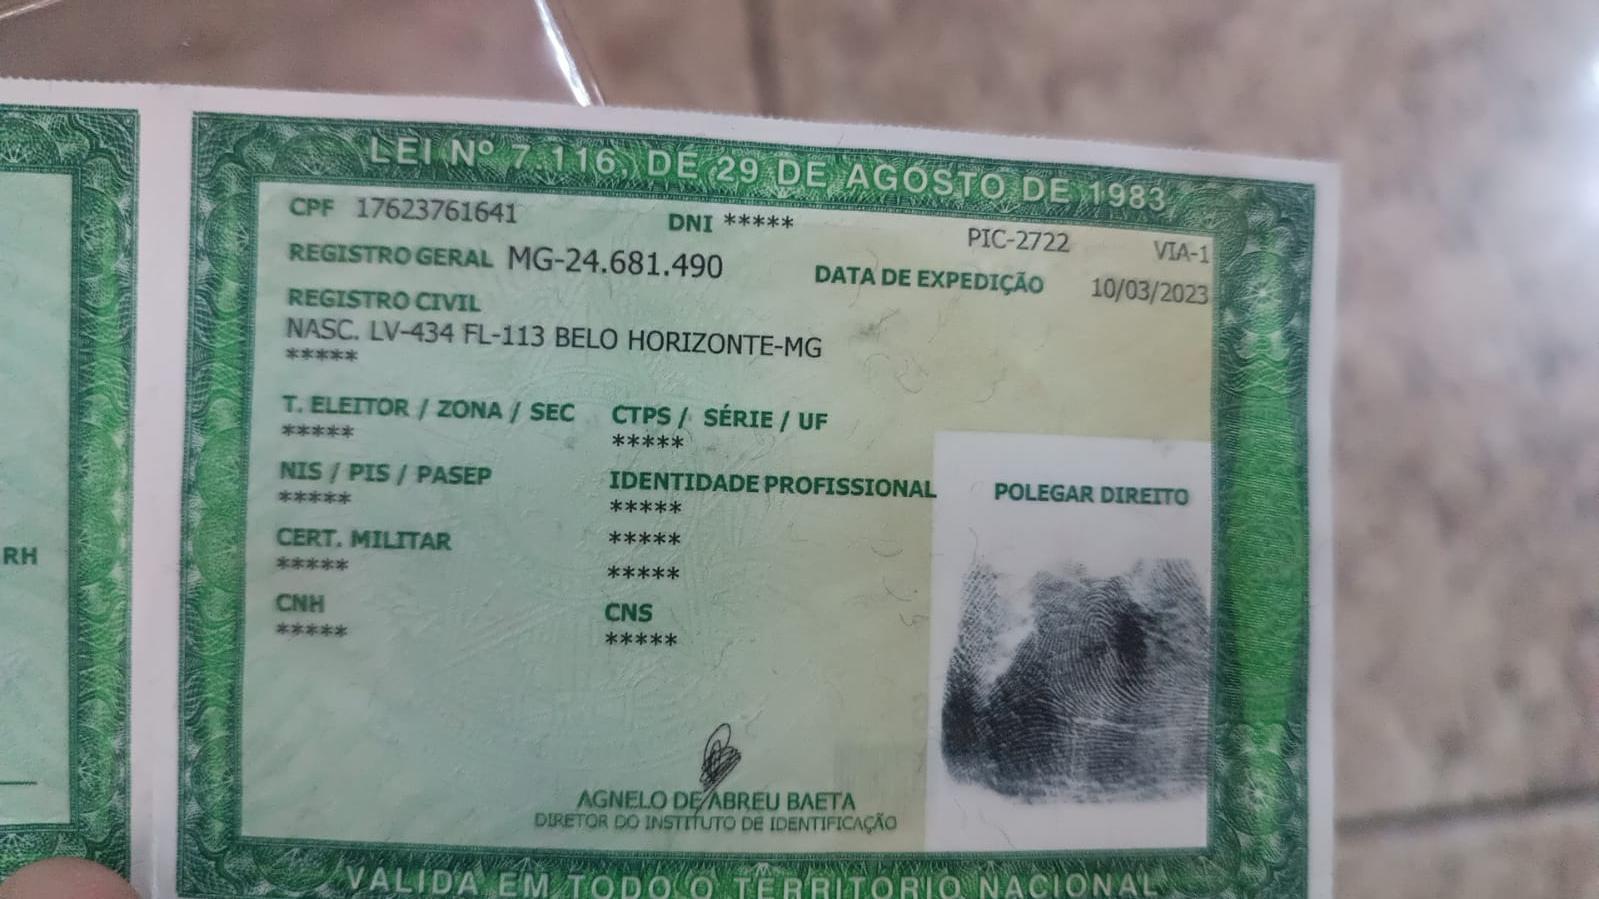 LEI Nº 7.116, DE 29 DE AGOSTO DE 1983
CPF 17623761641 DNI ***** PIC-2722 VIA-1
REGISTRO GERAL MG-24.681.490 DATA DE EXPEDIÇÃO 10/03/2023
REGISTRO CIVIL
NASC. LV-434 FL-113 BELO HORIZONTE-MG
*****
T. ELEITOR / ZONA / SEC CTPS / SÉRIE / UF
***** *****
NIS / PIS / PASEP IDENTIDADE PROFISSIONAL POLEGAR DIREITO
***** *****
CERT. MILITAR *****
***** *****
CNH CNS
***** *****
RH
AGNELO DE ABREU BAETA
DIRETOR DO INSTITUTO DE IDENTIFICAÇÃO
VÁLIDA EM TODO O TERRITÓRIO NACIONAL